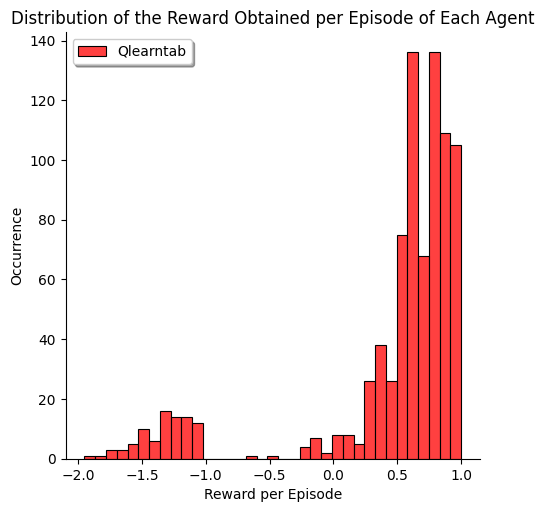 Distribution of the Reward Obtained per Episode of Each Agent
Qlearntab
140
120
100
80
60
40
20
0
Occurrence
−2.0 −1.5 −1.0 −0.5 0.0 0.5 1.0
Reward per Episode